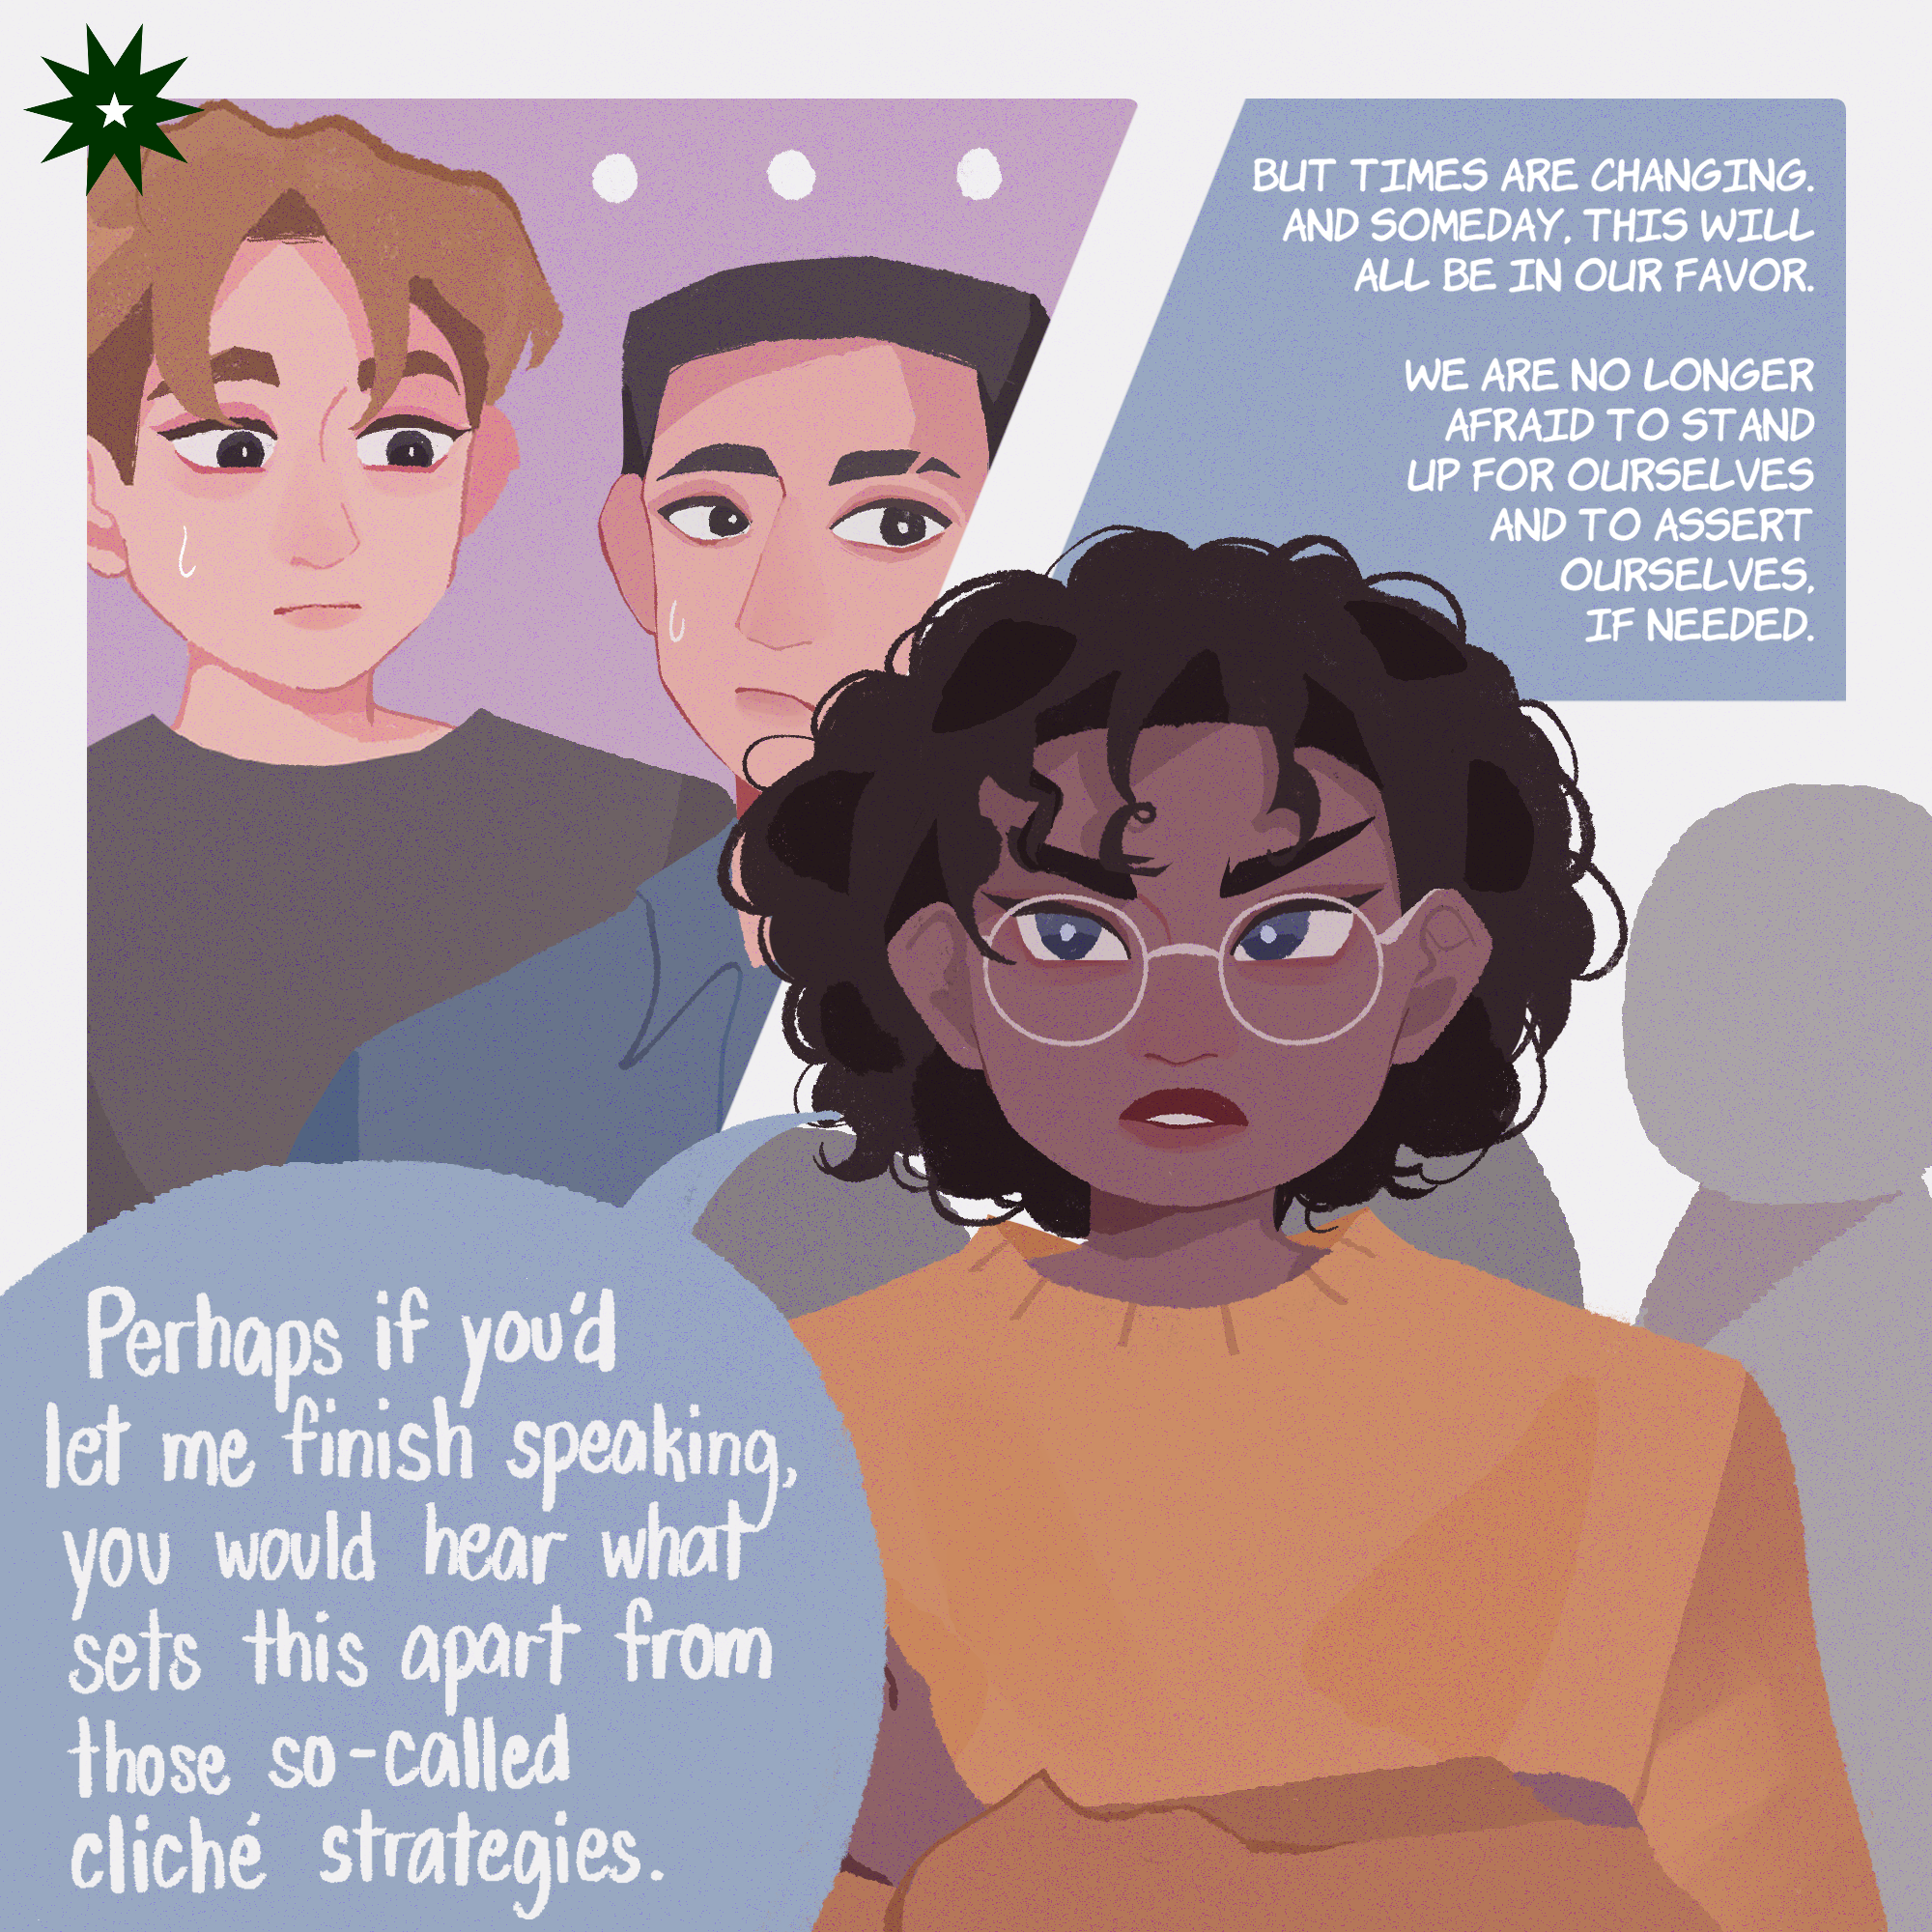 BUT TIMES ARE CHANGING.
AND SOMEDAY, THIS WILL
ALL BE IN OUR FAVOR.
WE ARE NO LONGER
AFRAID TO STAND
UP FOR OURSELVES
AND TO ASSERT
OURSELVES,
IF NEEDED.
Perhaps if you'd
let me finish speaking,
you would hear what
sets this apart from
those so-called
cliché strategies.